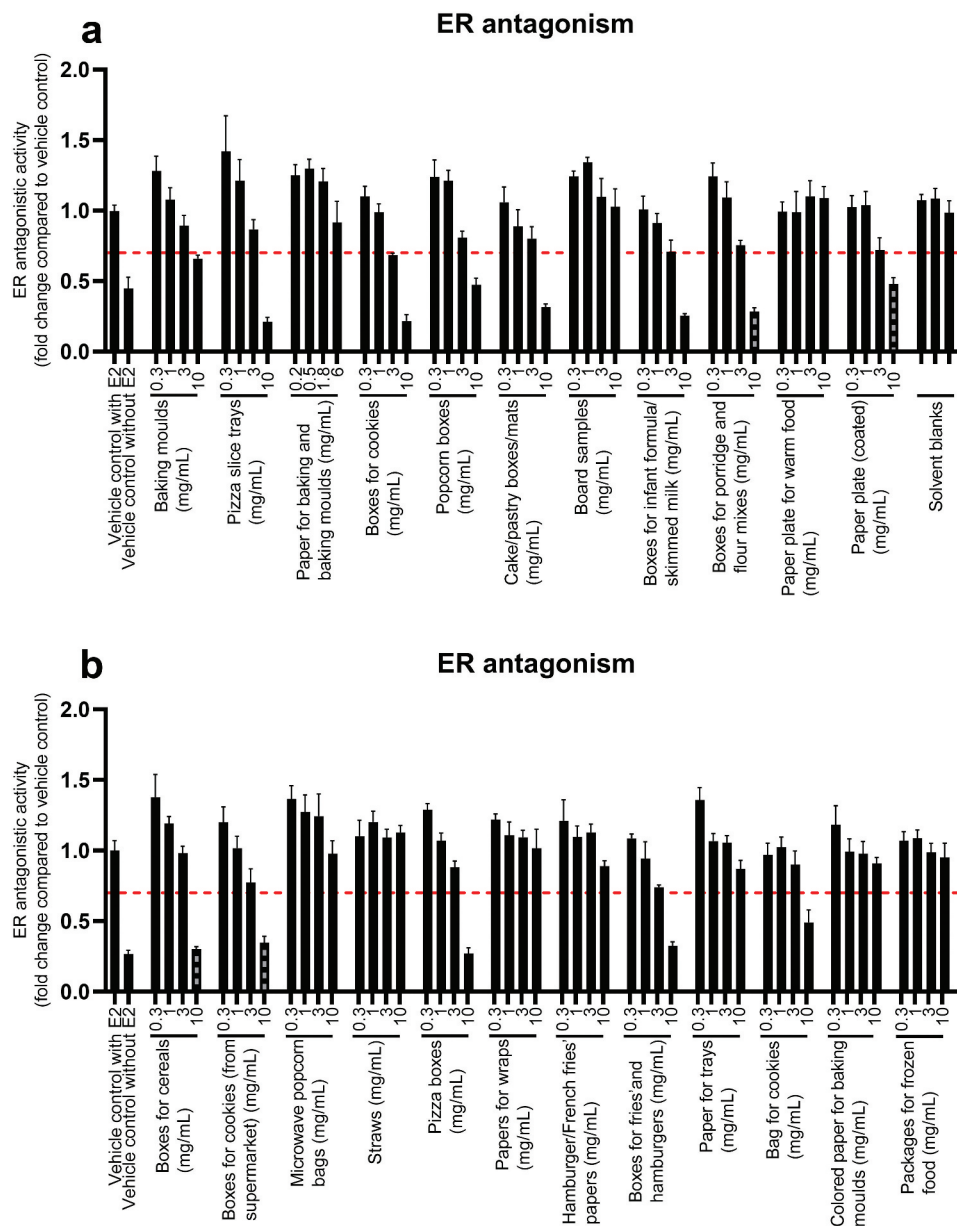 a
ER antagonism
ER antagonistic activity
(fold change compared to vehicle control)
2.0
1.5
1.0
0.5
0.0
Vehicle control with E2
Vehicle control without E2
0.3
1
3
10
Baking moulds
(mg/mL)
0.3
1
3
10
Pizza slice trays
(mg/mL)
0.2
0.5
1.8
6
Paper for baking and
baking moulds (mg/mL)
0.3
1
3
10
Boxes for cookies
(mg/mL)
0.3
1
3
10
Popcorn boxes
(mg/mL)
0.3
1
3
10
Cake/pastry boxes/mats
(mg/mL)
0.3
1
3
10
Board samples
(mg/mL)
0.3
1
3
10
Boxes for infant formula/
skimmed milk (mg/mL)
0.3
1
3
10
Boxes for porridge and
flour mixes (mg/mL)
0.3
1
3
10
Paper plate for warm food
(mg/mL)
0.3
1
3
10
Paper plate (coated)
(mg/mL)
Solvent blanks
b
ER antagonism
ER antagonistic activity
(fold change compared to vehicle control)
2.0
1.5
1.0
0.5
0.0
Vehicle control with E2
Vehicle control without E2
0.3
1
3
10
Boxes for cereals
(mg/mL)
0.3
1
3
10
Boxes for cookies (from
supermarket) (mg/mL)
0.3
1
3
10
Microwave popcorn
bags (mg/mL)
0.3
1
3
10
Straws (mg/mL)
0.3
1
3
10
Pizza boxes
(mg/mL)
0.3
1
3
10
Papers for wraps
(mg/mL)
0.3
1
3
10
Hamburger/French fries'
papers (mg/mL)
0.3
1
3
10
Boxes for fries'and
hamburgers (mg/mL)
0.3
1
3
10
Paper for trays
(mg/mL)
0.3
1
3
10
Bag for cookies
(mg/mL)
0.3
1
3
10
Colored paper for baking
moulds (mg/mL)
0.3
1
3
10
Packages for frozen
food (mg/mL)